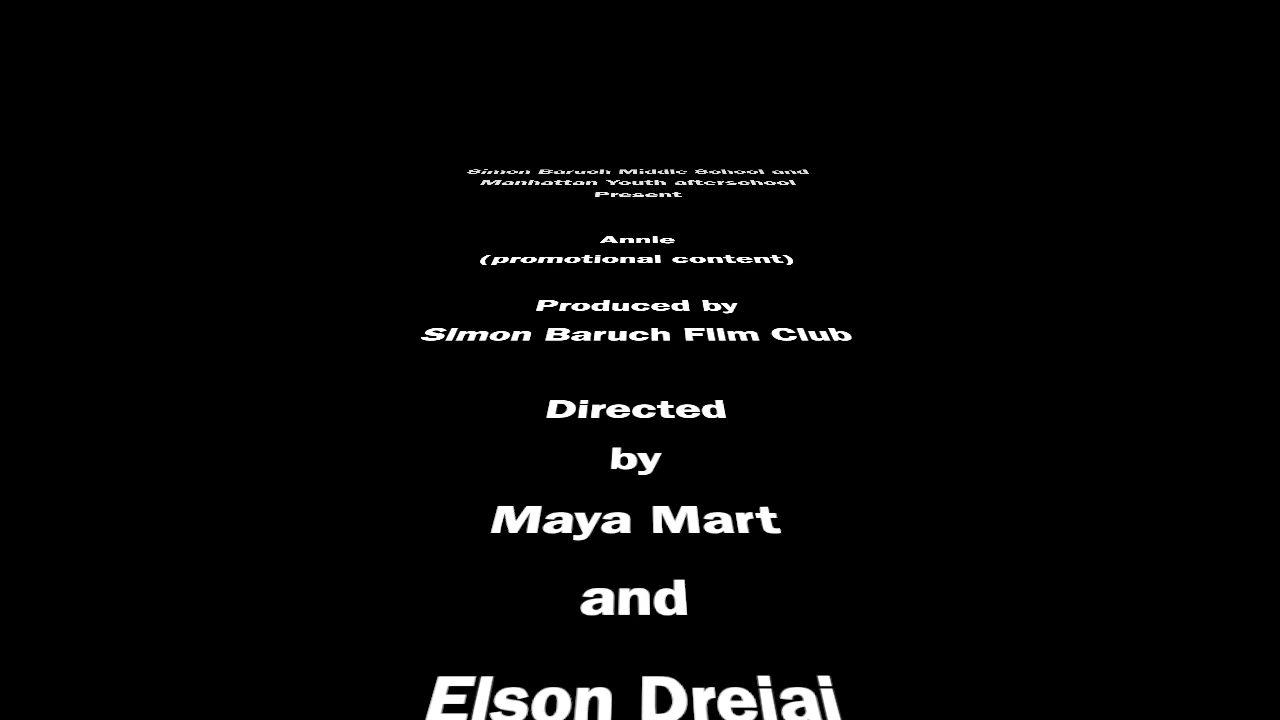 Simon Baruch Middle School and
Manhattan Youth afterschool
Present
Annie
(promotional content)
Produced by
Simon Baruch Film Club
Directed
by
Maya Mart
and
Elson